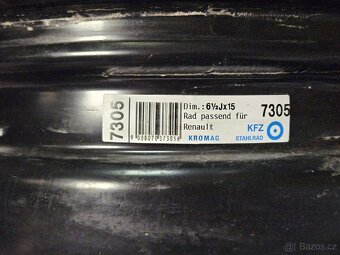 7305
Dim.: 6½Jx15
7305
Rad passend für
Renault
KFZ
KROMAG
STAHLRAD
Bazos.cz